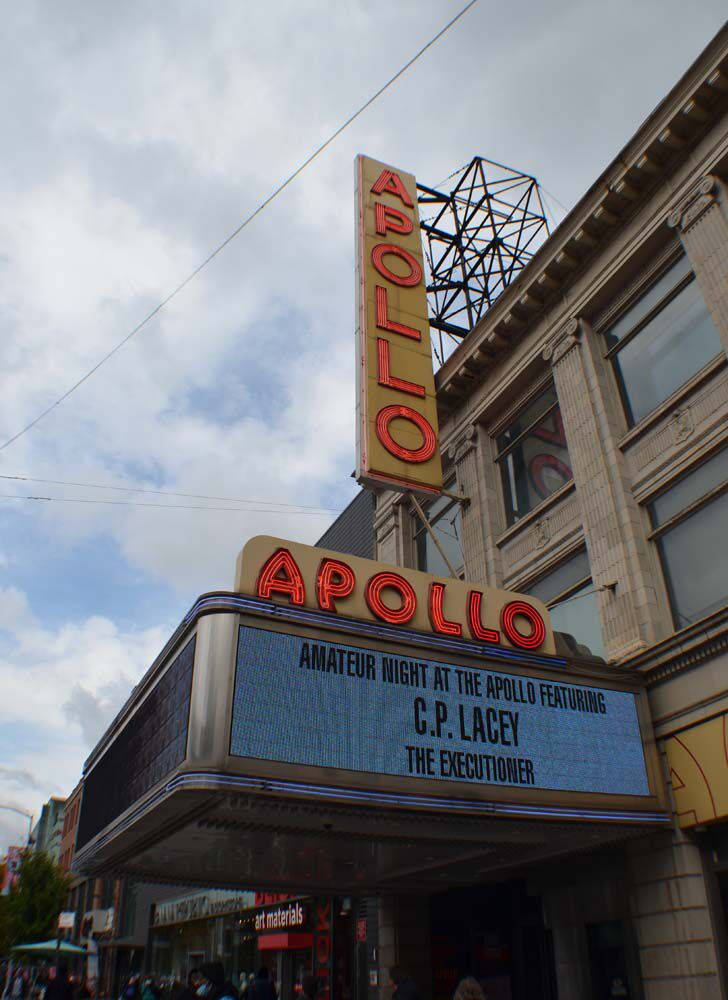 APOLLO
APOLLO
AMATEUR NIGHT AT THE APOLLO FEATURING
C.P. LACEY
THE EXECUTIONER
art materials